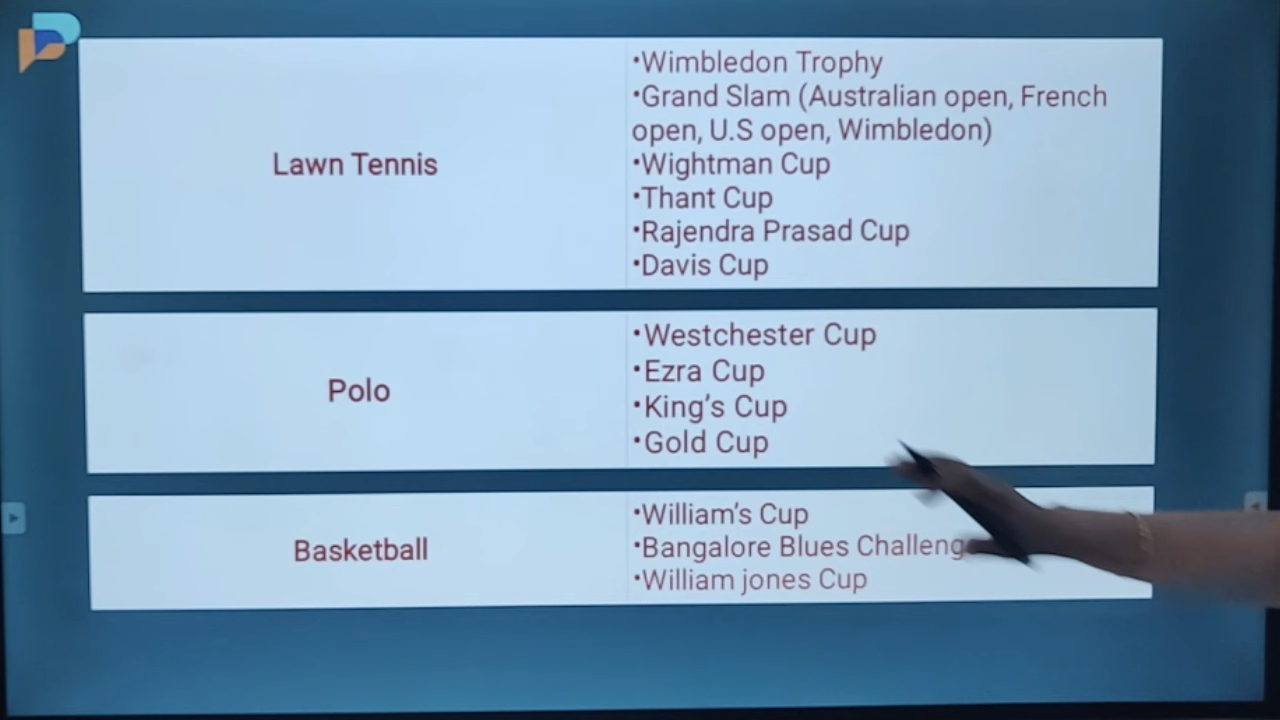 Lawn Tennis
•Wimbledon Trophy
•Grand Slam (Australian open, French
open, U.S open, Wimbledon)
•Wightman Cup
•Thant Cup
•Rajendra Prasad Cup
•Davis Cup
Polo
•Westchester Cup
•Ezra Cup
•King's Cup
•Gold Cup
Basketball
•William's Cup
•Bangalore Blues
•William jones Cup